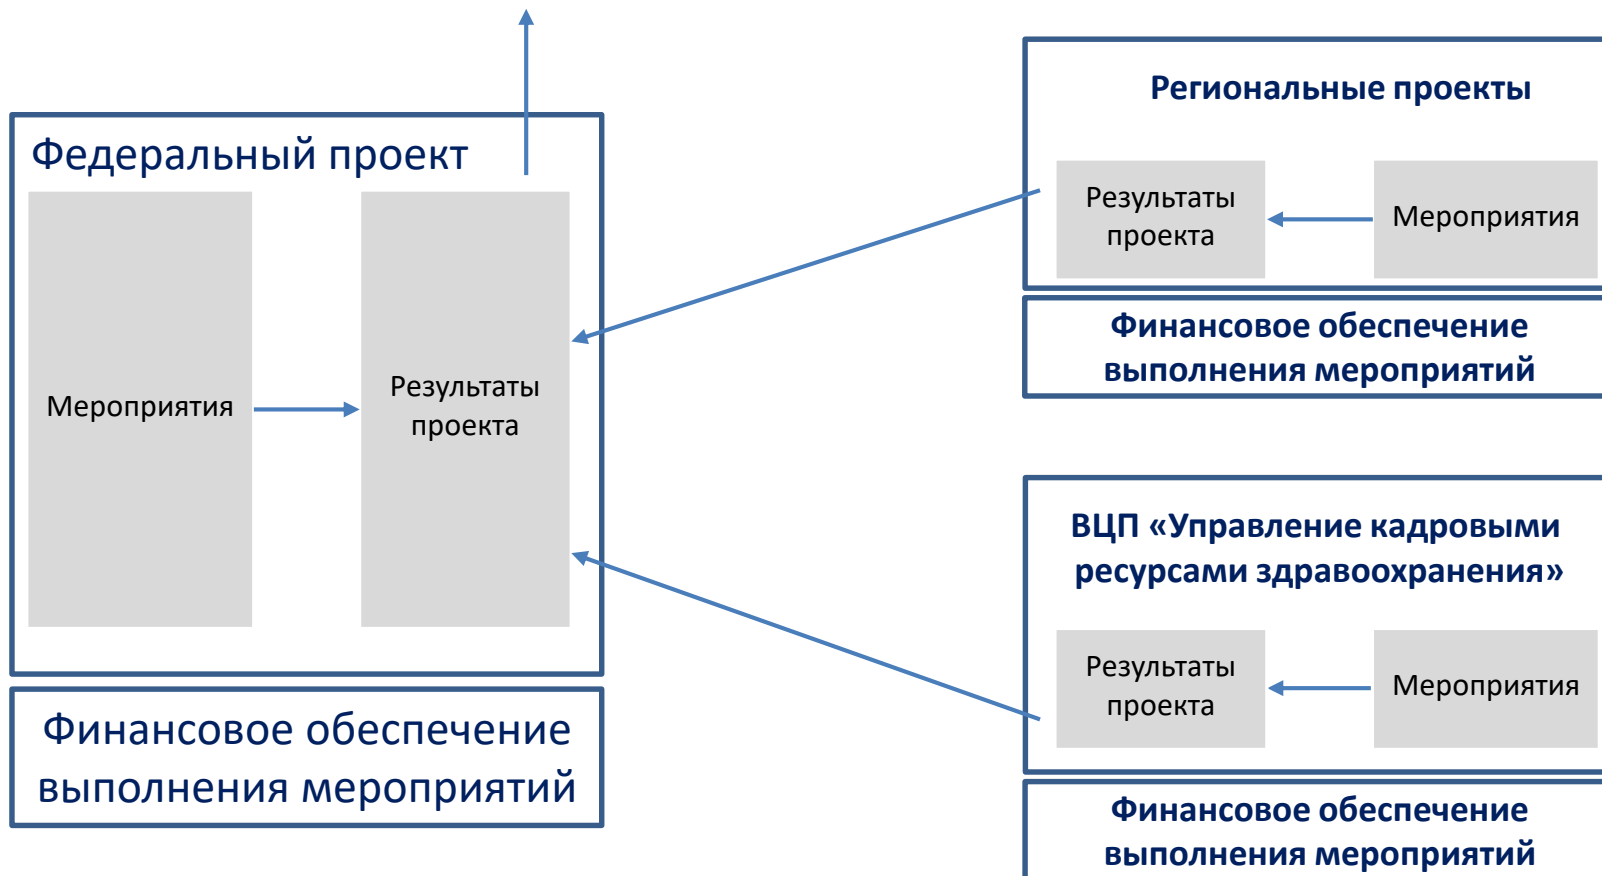 Федеральный проект
Мероприятия
Результаты
проекта
Финансовое обеспечение
выполнения мероприятий
Региональные проекты
Результаты
проекта
Мероприятия
Финансовое обеспечение
выполнения мероприятий
ВЦП «Управление кадровыми
ресурсами здравоохранения»
Результаты
проекта
Мероприятия
Финансовое обеспечение
выполнения мероприятий